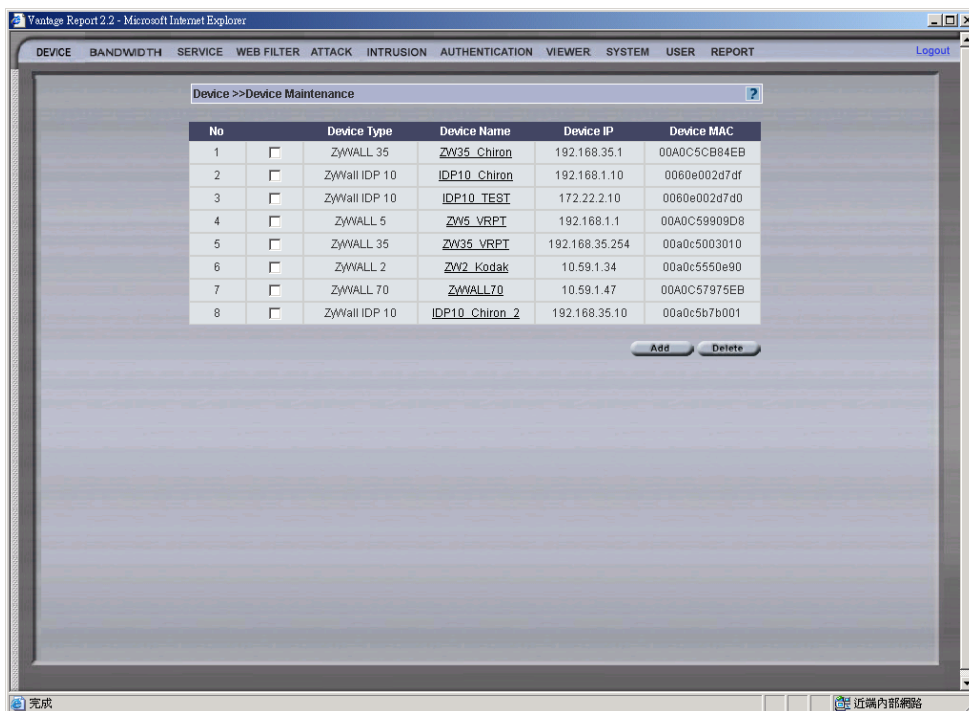 Vantage Report 2.2 - Microsoft Internet Explorer
DEVICE BANDWIDTH SERVICE WEB FILTER ATTACK INTRUSION AUTHENTICATION VIEWER SYSTEM USER REPORT Logout
Device >>Device Maintenance ?
No Device Type Device Name Device IP Device MAC
1 ZyWALL 35 ZW35_Chiron 192.168.35.1 00A0C5CB84EB
2 ZyWall IDP 10 IDP10_Chiron 192.168.1.10 0060e002d7df
3 ZyWall IDP 10 IDP10_TEST 172.22.2.10 0060e002d7d0
4 ZyWALL 5 ZW5_VRPT 192.168.1.1 00A0C59909D8
5 ZyWALL 35 ZW35_VRPT 192.168.35.254 00a0c5003010
6 ZyWALL 2 ZW2_Kodak 10.59.1.34 00a0c5550e90
7 ZyWALL 70 ZyWALL70 10.59.1.47 00A0C57975EB
8 ZyWall IDP 10 IDP10_Chiron_2 192.168.35.10 00a0c5b7b001
Add Delete
完成 近端內部網路